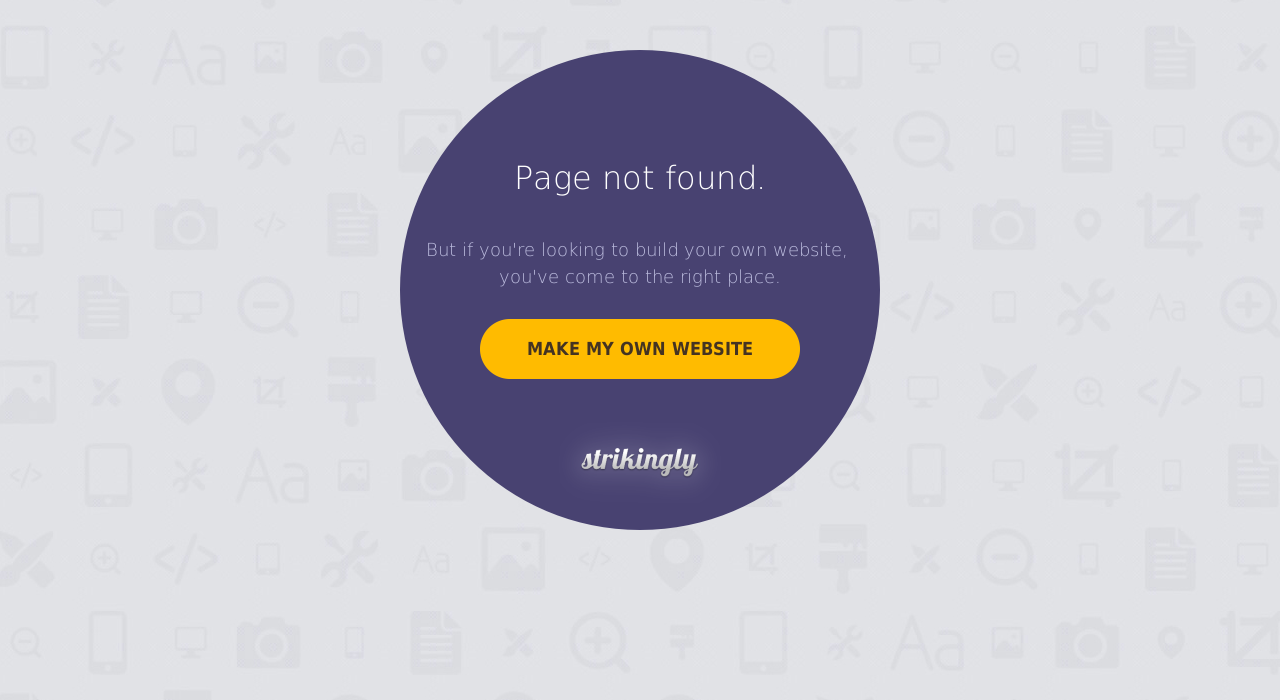 Page not found.
But if you're looking to build your own website,
you've come to the right place.
MAKE MY OWN WEBSITE
strikingly